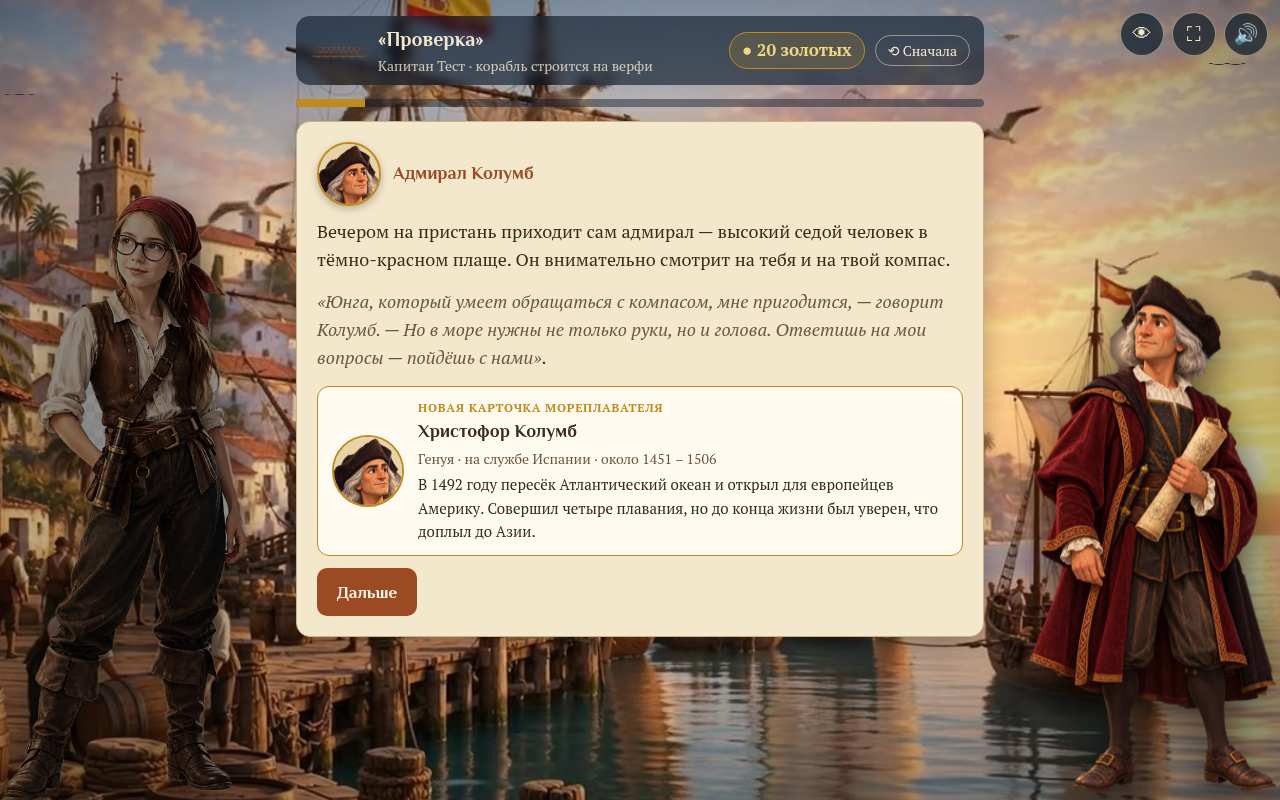 «Проверка»
Капитан Тест · корабль строится на верфи
● 20 золотых
⟲ Сначала
Адмирал Колумб
Вечером на пристань приходит сам адмирал — высокий седой человек в
тёмно-красном плаще. Он внимательно смотрит на тебя и на твой компас.
«Юнга, который умеет обращаться с компасом, мне пригодится, — говорит
Колумб. — Но в море нужны не только руки, но и голова. Ответишь на мои
вопросы — пойдёшь с нами».
НОВАЯ КАРТОЧКА МОРЕПЛАВАТЕЛЯ
Христофор Колумб
Генуя · на службе Испании · около 1451 – 1506
В 1492 году пересёк Атлантический океан и открыл для европейцев
Америку. Совершил четыре плавания, но до конца жизни был уверен, что
доплыл до Азии.
Дальше